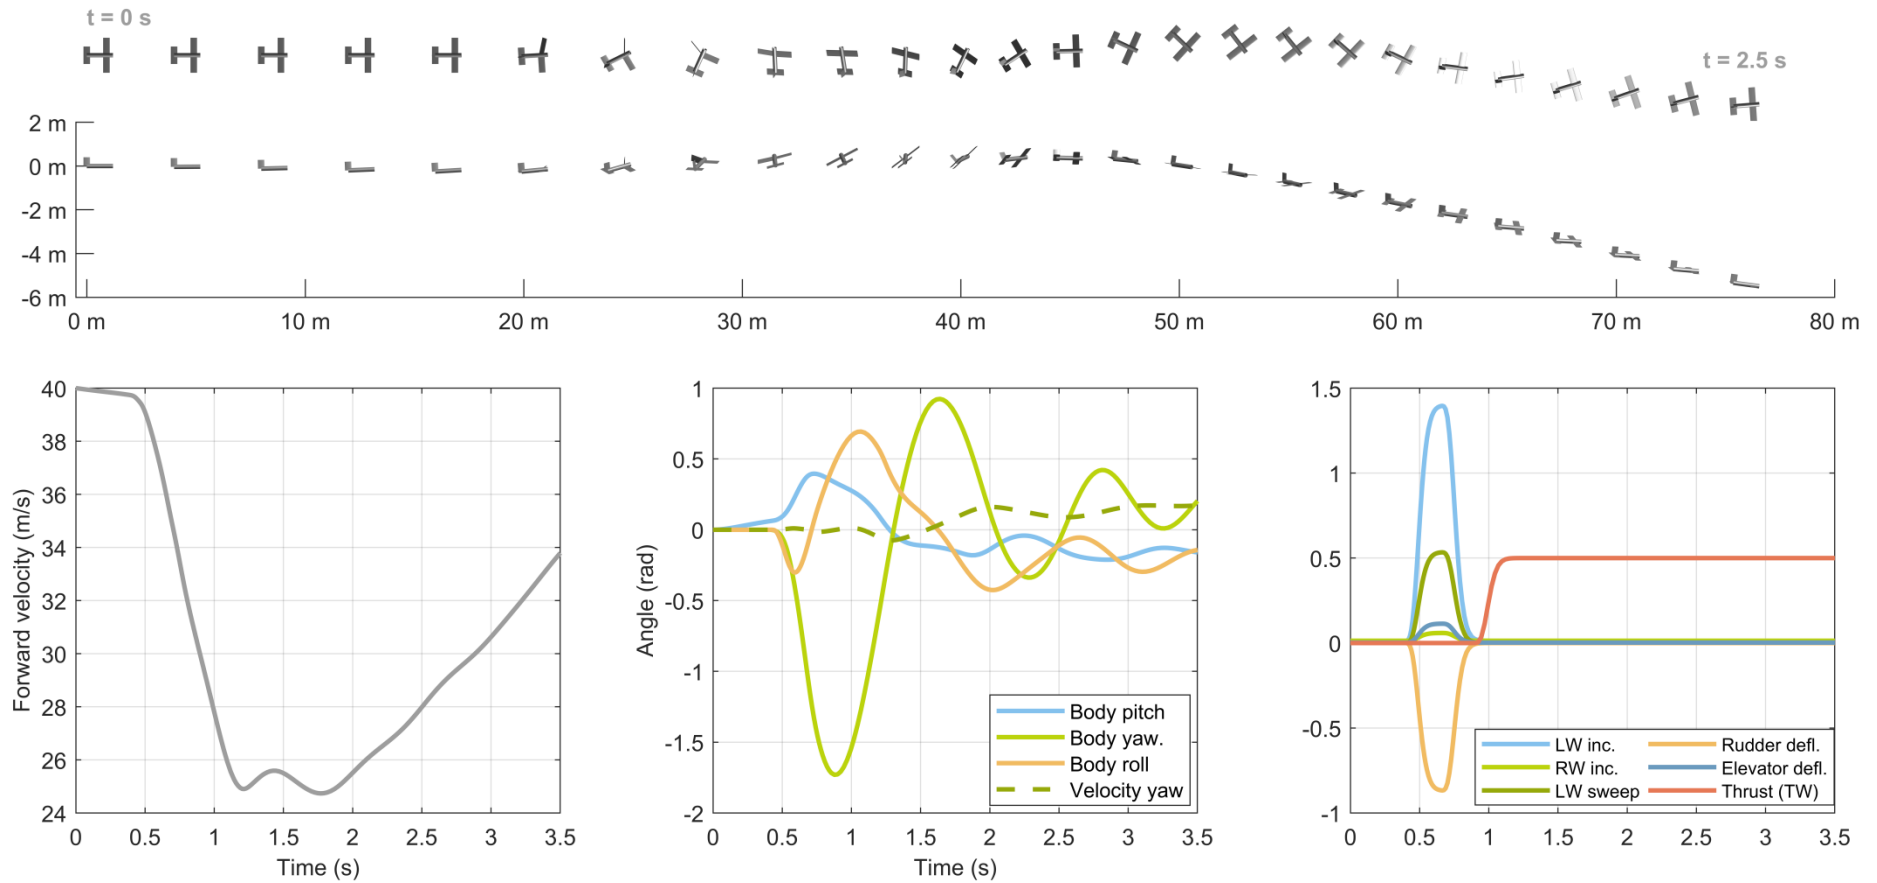 t = 0 s
t = 2.5 s
2 m
0 m
-2 m
-4 m
-6 m
0 m 10 m 20 m 30 m 40 m 50 m 60 m 70 m 80 m
40
38
36
34
32
30
28
26
24
Forward velocity (m/s)
0 0.5 1 1.5 2 2.5 3 3.5
Time (s)
1
0.5
0
-0.5
-1
-1.5
-2
Angle (rad)
Body pitch
Body yaw.
Body roll
Velocity yaw
0 0.5 1 1.5 2 2.5 3 3.5
Time (s)
1.5
1
0.5
0
-0.5
-1
LW inc. Rudder defl.
RW inc. Elevator defl.
LW sweep Thrust (TW)
0 0.5 1 1.5 2 2.5 3 3.5